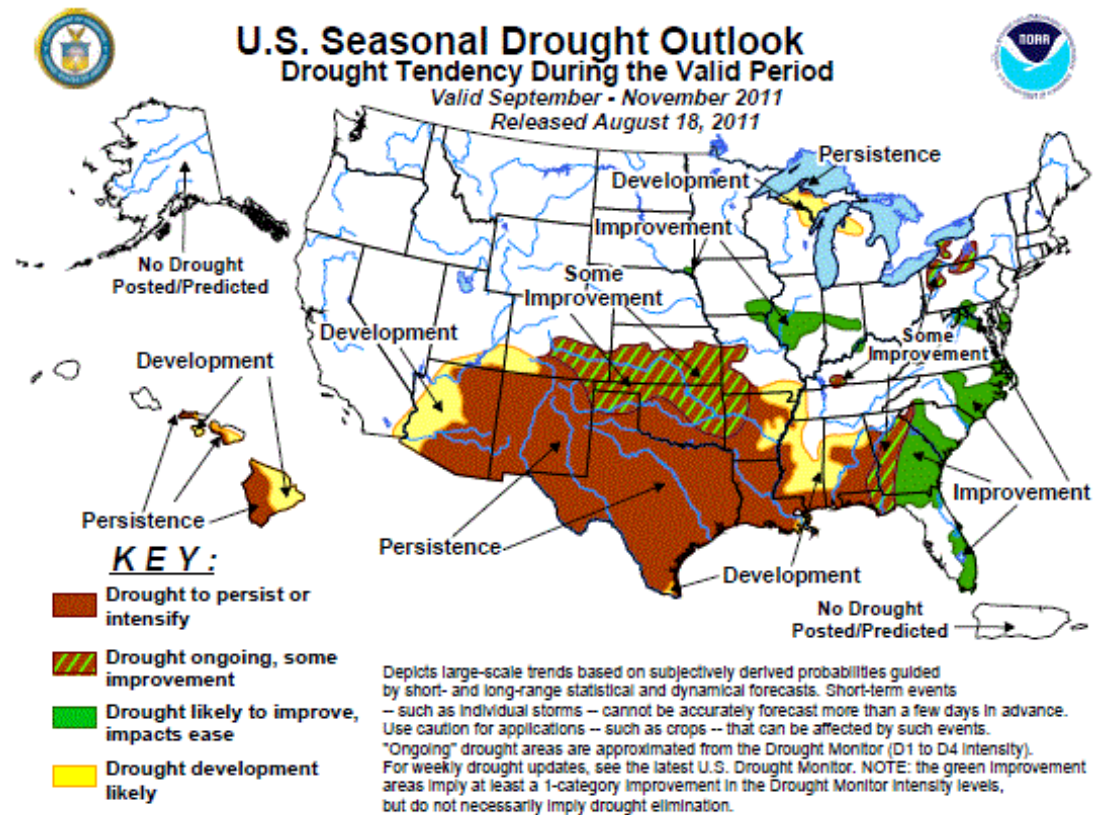 U.S. Seasonal Drought Outlook
Drought Tendency During the Valid Period
Valid September - November 2011
Released August 18, 2011
NOAA
Persistence
Development
Improvement
Some
Improvement
No Drought
Posted/Predicted
Development
Development
Some
Improvement
Persistence
Improvement
Persistence
Development
No Drought
Posted/Predicted
KEY:
Drought to persist or
intensify
Drought ongoing, some
improvement
Drought likely to improve,
impacts ease
Drought development
likely
Depicts large-scale trends based on subjectively derived probabilities guided
by short- and long-range statistical and dynamical forecasts. Short-term events
-- such as individual storms -- cannot be accurately forecast more than a few days in advance.
Use caution for applications -- such as crops -- that can be affected by such events.
"Ongoing" drought areas are approximated from the Drought Monitor (D1 to D4 intensity).
For weekly drought updates, see the latest U.S. Drought Monitor. NOTE: the green improvement
areas imply at least a 1-category improvement in the Drought Monitor intensity levels,
but do not necessarily imply drought elimination.